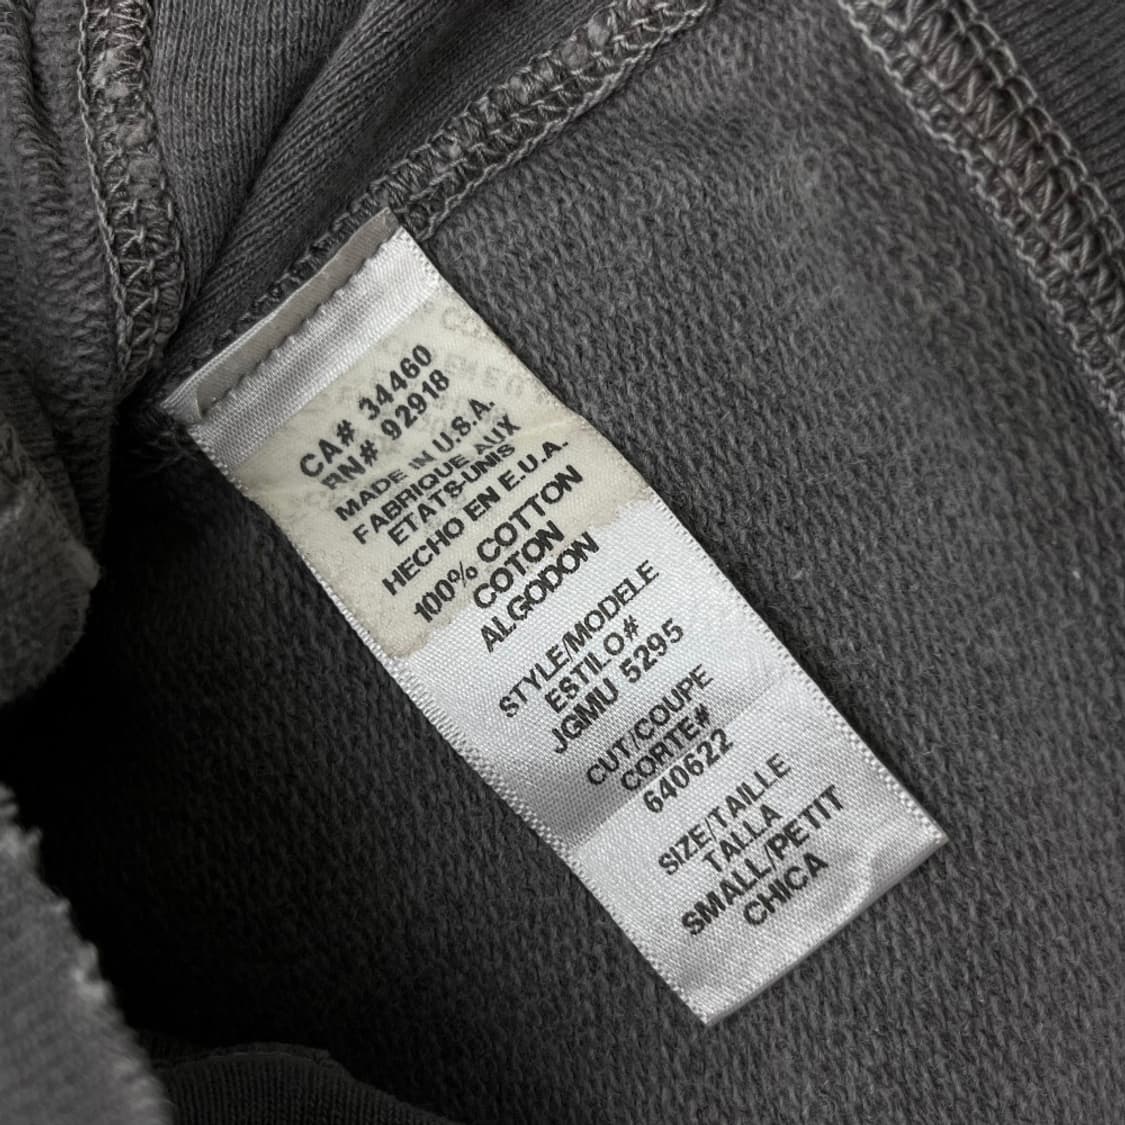 CA# 34460
RN# 92918
MADE IN U.S.A.
FABRIQUE AUX
ETATS-UNIS
HECHO EN E.U.A.
100% COTTON
COTON
ALGODON
STYLE/MODELE
ESTILO#
JGMU 5295
CUT/COUPE
CORTE#
640622
SIZE/TAILLE
TALLA
SMALL/PETIT
CHICA